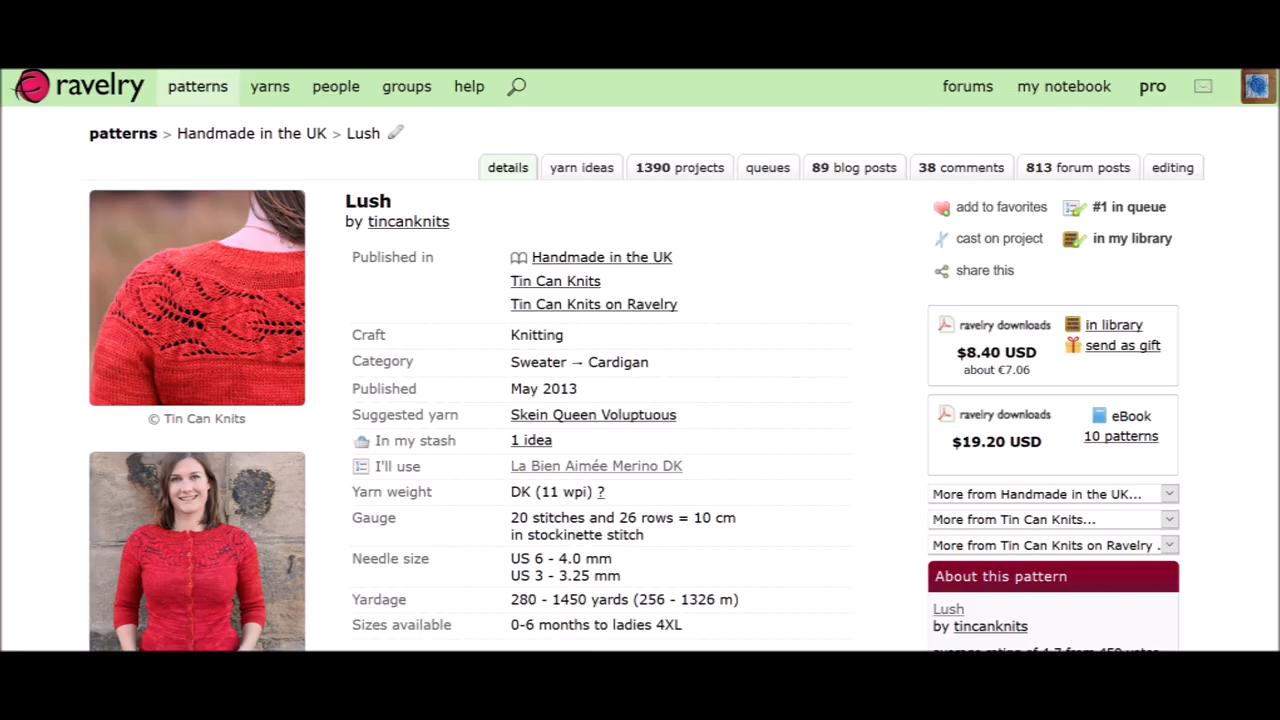 ravelry patterns yarns people groups help forums my notebook pro
patterns > Handmade in the UK > Lush
details yarn ideas 1390 projects queues 89 blog posts 38 comments 813 forum posts editing
© Tin Can Knits
Lush
by tincanknits
Published in Handmade in the UK
Tin Can Knits
Tin Can Knits on Ravelry
Craft Knitting
Category Sweater → Cardigan
Published May 2013
Suggested yarn Skein Queen Voluptuous
In my stash 1 idea
I'll use La Bien Aimée Merino DK
Yarn weight DK (11 wpi) ?
Gauge 20 stitches and 26 rows = 10 cm
in stockinette stitch
Needle size US 6 - 4.0 mm
US 3 - 3.25 mm
Yardage 280 - 1450 yards (256 - 1326 m)
Sizes available 0-6 months to ladies 4XL
add to favorites #1 in queue
cast on project in my library
share this
ravelry downloads in library
$8.40 USD send as gift
about €7.06
ravelry downloads eBook
$19.20 USD 10 patterns
More from Handmade in the UK...
More from Tin Can Knits...
More from Tin Can Knits on Ravelry .
About this pattern
Lush
by tincanknits
average rating of 4.7 from 450 votes